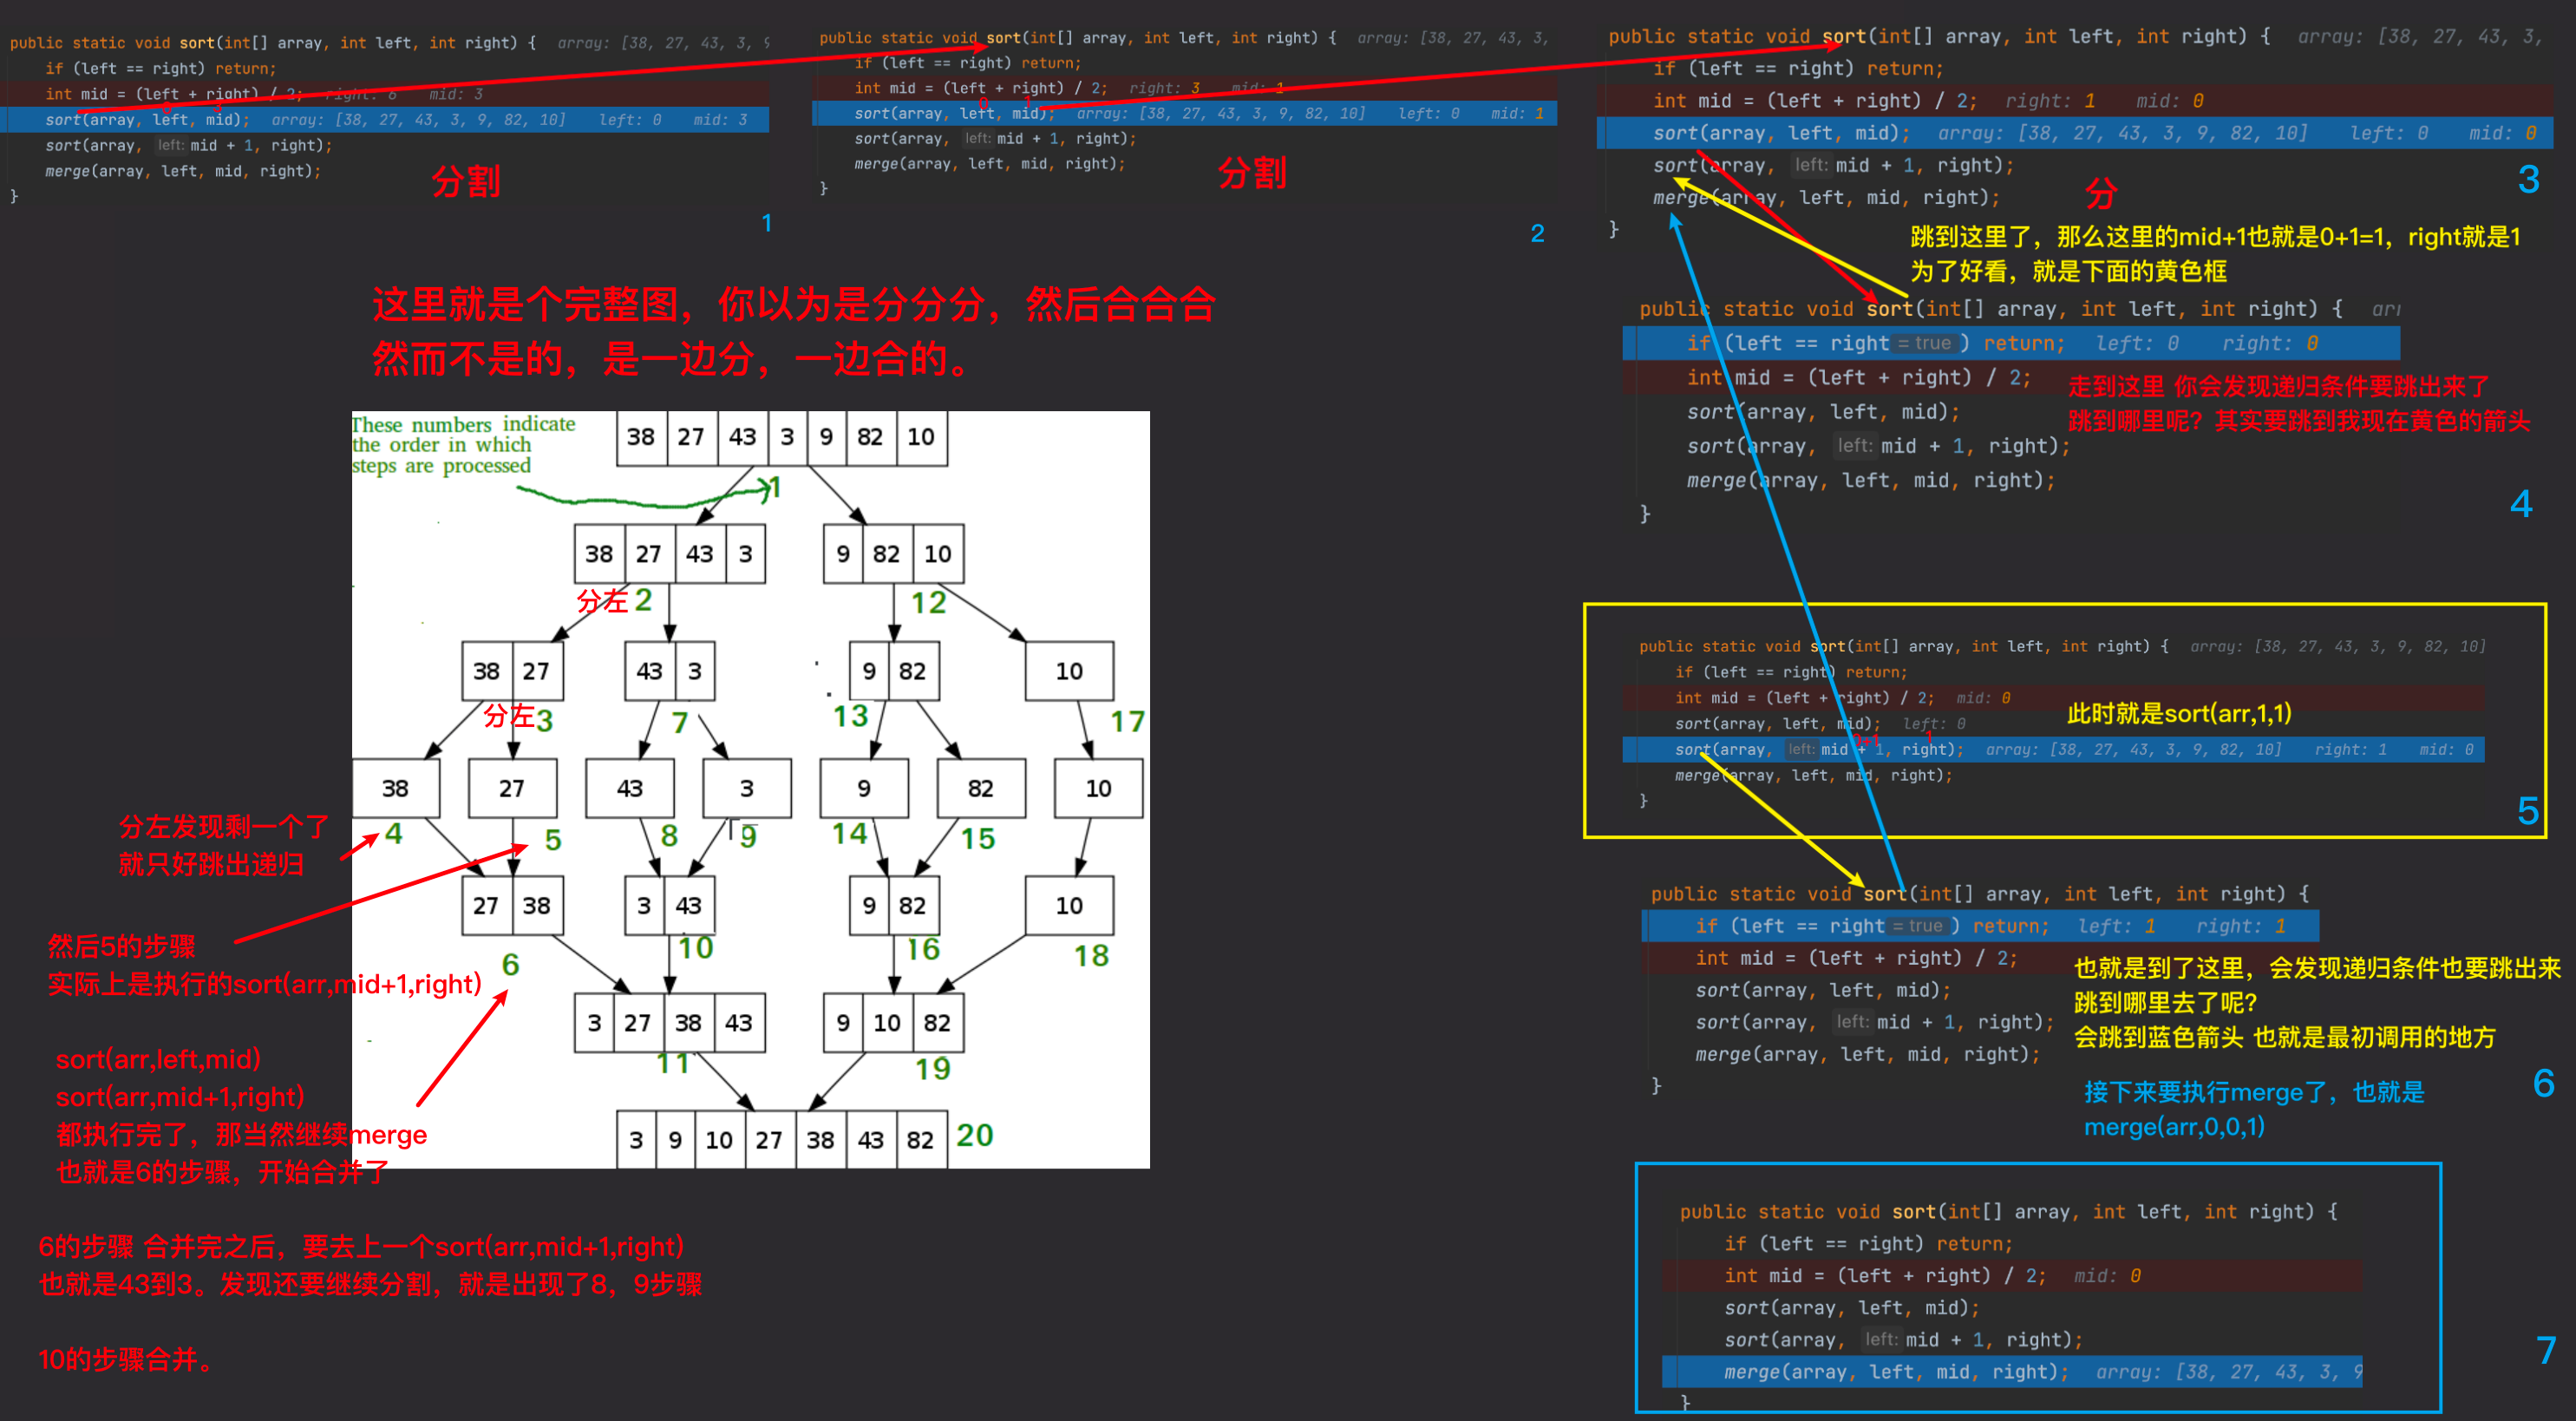 public static void sort(int[] array, int left, int right) {   array: [38, 27, 43, 3, 9
if (left == right) return;
int mid = (left + right) / 2;   right: 6   mid: 3
0   3
sort(array, left, mid);   array: [38, 27, 43, 3, 9, 82, 10]   left: 0   mid: 3
sort(array, left: mid + 1, right);
merge(array, left, mid, right);
}
分割
1
public static void sort(int[] array, int left, int right) {   array: [38, 27, 43, 3,
if (left == right) return;
int mid = (left + right) / 2;   right: 3   mid: 1
0   1
sort(array, left, mid);   array: [38, 27, 43, 3, 9, 82, 10]   left: 0   mid: 1
sort(array, left: mid + 1, right);
merge(array, left, mid, right);
}
分割
2
public static void sort(int[] array, int left, int right) {   array: [38, 27, 43, 3,
if (left == right) return;
int mid = (left + right) / 2;   right: 1   mid: 0
sort(array, left, mid);   array: [38, 27, 43, 3, 9, 82, 10]   left: 0   mid: 0
sort(array, left: mid + 1, right);
merge(array, left, mid, right);
}
分
3
跳到这里了，那么这里的mid+1也就是0+1=1，right就是1
为了好看，就是下面的黄色框
public static void sort(int[] array, int left, int right) {   arr
if (left == right = true ) return;   left: 0   right: 0
int mid = (left + right) / 2;
sort(array, left, mid);
sort(array, left: mid + 1, right);
merge(array, left, mid, right);
}
走到这里 你会发现递归条件要跳出来了
跳到哪里呢？其实要跳到我现在黄色的箭头
4
public static void sort(int[] array, int left, int right) {   array: [38, 27, 43, 3, 9, 82, 10]
if (left == right) return;
int mid = (left + right) / 2;   mid: 0
sort(array, left, mid);   left: 0
0+1   1
sort(array, left: mid + 1, right);   array: [38, 27, 43, 3, 9, 82, 10]   right: 1   mid: 0
merge(array, left, mid, right);
}
此时就是sort(arr,1,1)
5
public static void sort(int[] array, int left, int right) {
if (left == right = true ) return;   left: 1   right: 1
int mid = (left + right) / 2;
sort(array, left, mid);
sort(array, left: mid + 1, right);
merge(array, left, mid, right);
}
也就是到了这里，会发现递归条件也要跳出来
跳到哪里去了呢？
会跳到蓝色箭头 也就是最初调用的地方
接下来要执行merge了，也就是
merge(arr,0,0,1)
6
public static void sort(int[] array, int left, int right) {
if (left == right) return;
int mid = (left + right) / 2;   mid: 0
sort(array, left, mid);
sort(array, left: mid + 1, right);
merge(array, left, mid, right);   array: [38, 27, 43, 3, 9
}
7
这里就是个完整图，你以为是分分分，然后合合合
然而不是的，是一边分，一边合的。
These numbers indicate
the order in which
steps are processed
38 27 43 3 9 82 10
1
38 27 43 3   9 82 10
分左 2   12
38 27   43 3   9 82   10
分左 3   7   13   17
38   27   43   3   9   82   10
4   5   8   9   14   15
27 38   3 43   9 82   10
6   10   16   18
3 27 38 43   9 10 82
11   19
3 9 10 27 38 43 82   20
分左发现剩一个了
就只好跳出递归
然后5的步骤
实际上是执行的sort(arr,mid+1,right)
sort(arr,left,mid)
sort(arr,mid+1,right)
都执行完了，那当然继续merge
也就是6的步骤，开始合并了
6的步骤 合并完之后，要去上一个sort(arr,mid+1,right)
也就是43到3。发现还要继续分割，就是出现了8，9步骤
10的步骤合并。